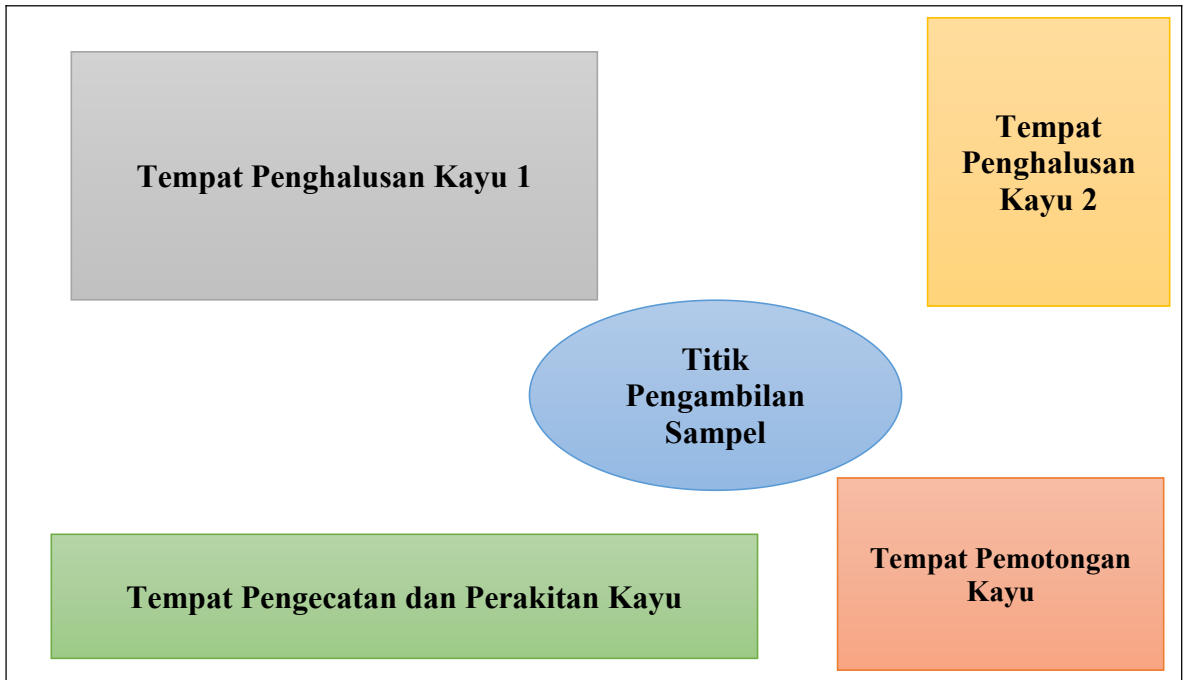 Tempat Penghalusan Kayu 1
Tempat
Penghalusan
Kayu 2
Titik
Pengambilan
Sampel
Tempat Pengecatan dan Perakitan Kayu
Tempat Pemotongan
Kayu